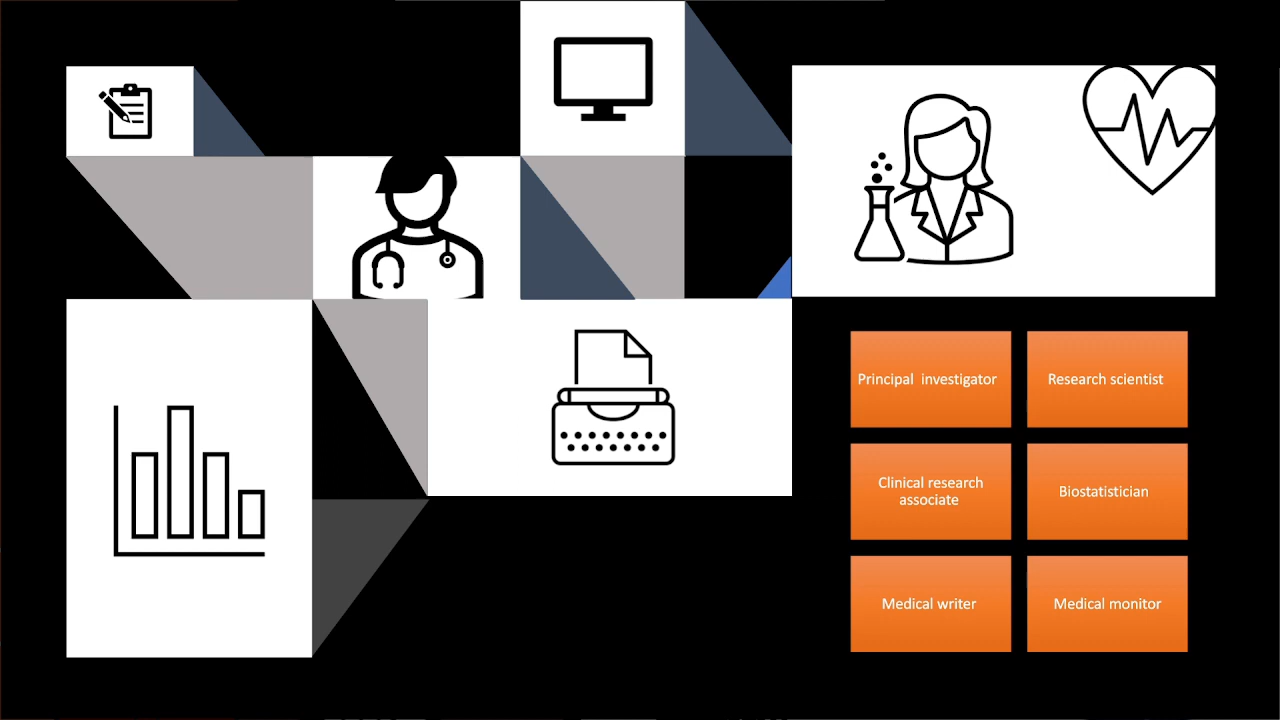 Principal  investigator
Research scientist
Clinical research
associate
Biostatistician
Medical writer
Medical monitor